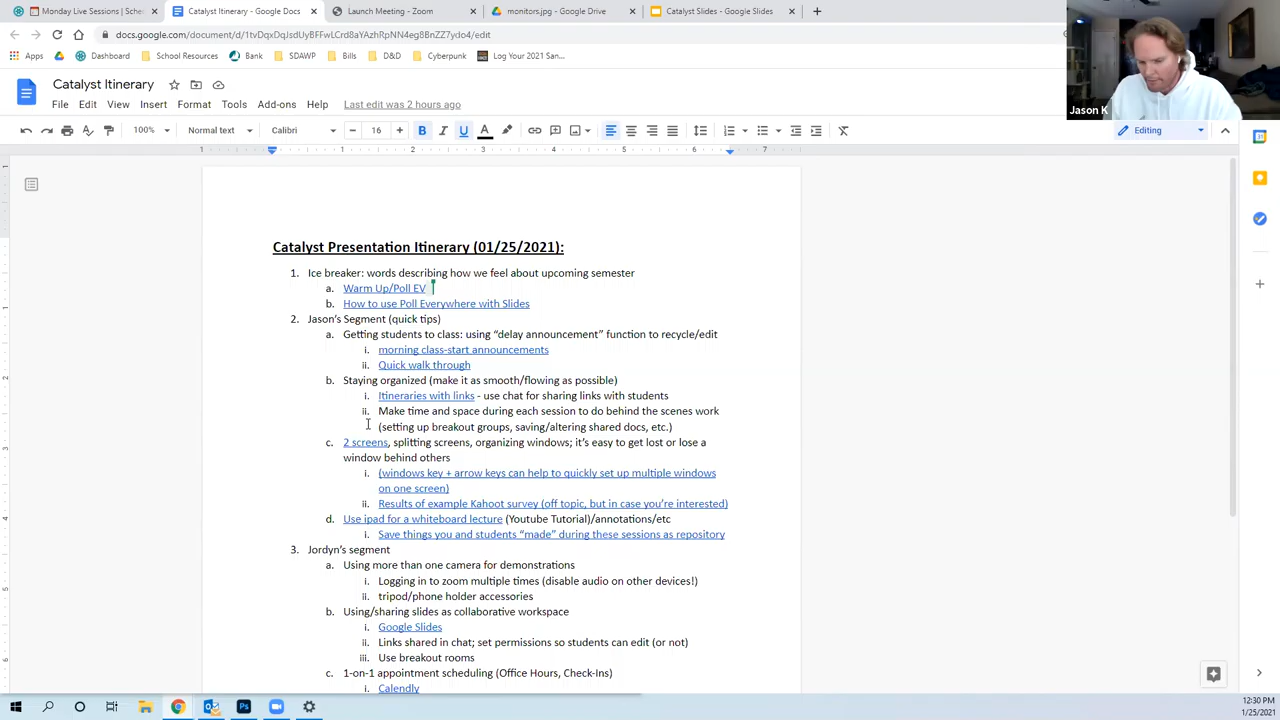 Monday Live Sessions | Sche
Catalyst Itinerary - Google Docs
Launch Meeting - Zoom
monitors.jpg - Google Drive
Catalyst Slides - Google Slides
docs.google.com/document/d/1tvDqxDqJsdUyBFFwLCrd8aYAzhRpNN4eg8BnZZ7ydo4/edit
Apps
Dashboard
School Resources
Bank
SDAWP
Bills
D&D
Cyberpunk
Log Your 2021 San...
Catalyst Itinerary
File Edit View Insert Format Tools Add-ons Help Last edit was 2 hours ago
Jason K
100% Normal text Calibri 16 Editing
1 1 2 3 4 5 6 7
Catalyst Presentation Itinerary (01/25/2021):
1. Ice breaker: words describing how we feel about upcoming semester
a. Warm Up/Poll EV
b. How to use Poll Everywhere with Slides
2. Jason's Segment (quick tips)
a. Getting students to class: using "delay announcement" function to recycle/edit
i. morning class-start announcements
ii. Quick walk through
b. Staying organized (make it as smooth/flowing as possible)
i. Itineraries with links - use chat for sharing links with students
ii. Make time and space during each session to do behind the scenes work
(setting up breakout groups, saving/altering shared docs, etc.)
c. 2 screens, splitting screens, organizing windows; it's easy to get lost or lose a
window behind others
i. (windows key + arrow keys can help to quickly set up multiple windows
on one screen)
ii. Results of example Kahoot survey (off topic, but in case you're interested)
d. Use ipad for a whiteboard lecture (Youtube Tutorial)/annotations/etc
i. Save things you and students "made" during these sessions as repository
3. Jordyn's segment
a. Using more than one camera for demonstrations
i. Logging in to zoom multiple times (disable audio on other devices!)
ii. tripod/phone holder accessories
b. Using/sharing slides as collaborative workspace
i. Google Slides
ii. Links shared in chat; set permissions so students can edit (or not)
iii. Use breakout rooms
c. 1-on-1 appointment scheduling (Office Hours, Check-Ins)
i. Calendly
12:30 PM
1/25/2021